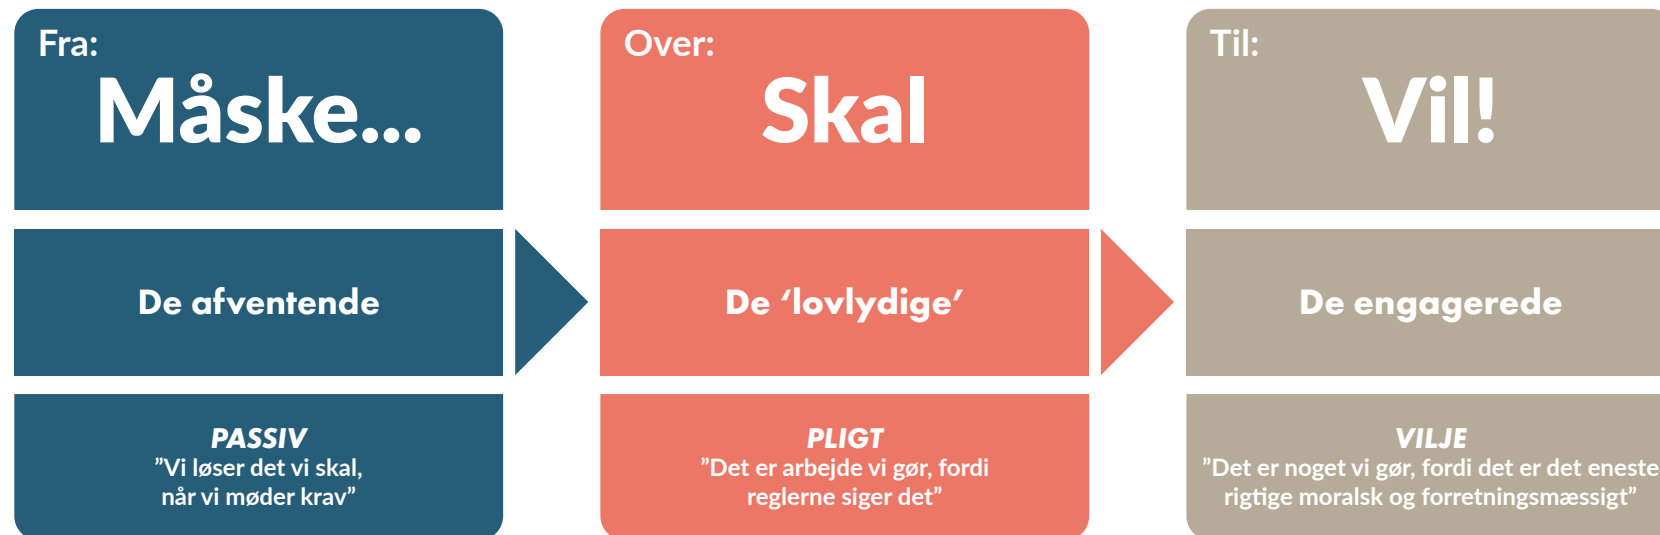 Fra:
Måske...
De afventende
PASSIV
”Vi løser det vi skal,
når vi møder krav”
Over:
Skal
De ‘lovlydige’
PLIGT
”Det er arbejde vi gør, fordi
reglerne siger det”
Til:
Vil!
De engagerede
VILJE
”Det er noget vi gør, fordi det er det eneste
rigtige moralsk og forretningsmæssigt”